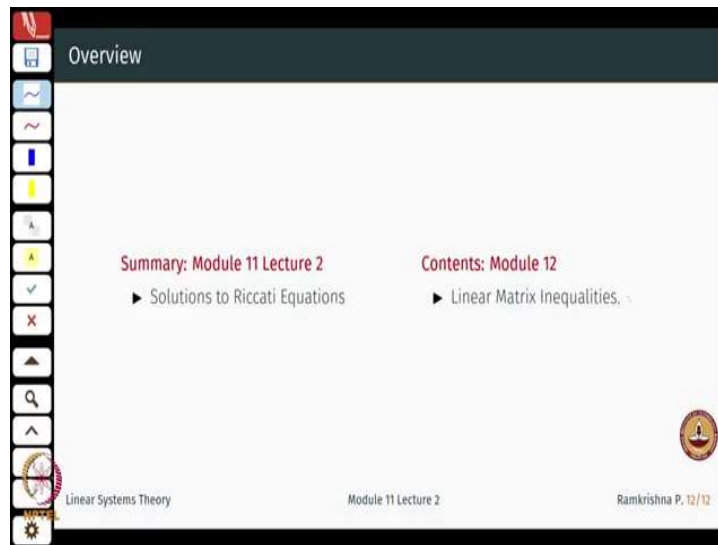 Overview
Summary: Module 11 Lecture 2
▶ Solutions to Riccati Equations
Contents: Module 12
▶ Linear Matrix Inequalities.
NPTEL
Linear Systems Theory
Module 11 Lecture 2
Ramkrishna P. 12/12